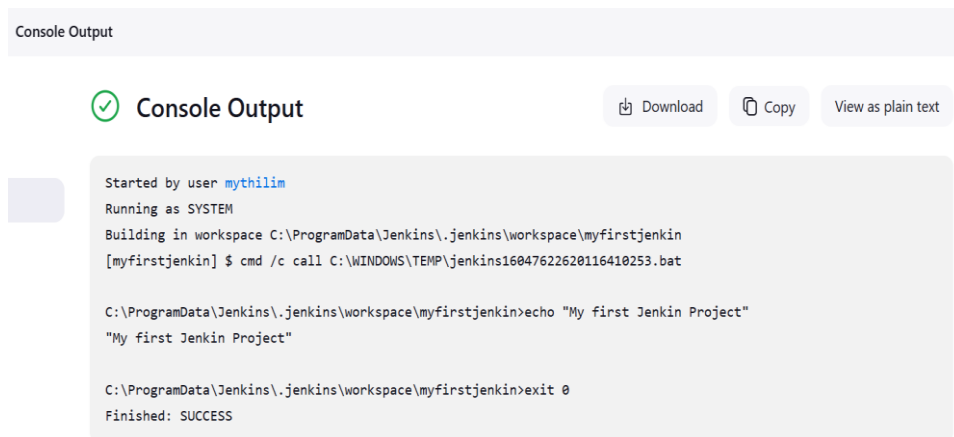 Console Output
Console Output
Download
Copy
View as plain text
Started by user mythilim
Running as SYSTEM
Building in workspace C:\ProgramData\Jenkins\.jenkins\workspace\myfirstjenkin
[myfirstjenkin] $ cmd /c call C:\WINDOWS\TEMP\jenkins16047622620116410253.bat
C:\ProgramData\Jenkins\.jenkins\workspace\myfirstjenkin>echo "My first Jenkin Project"
"My first Jenkin Project"
C:\ProgramData\Jenkins\.jenkins\workspace\myfirstjenkin>exit 0
Finished: SUCCESS